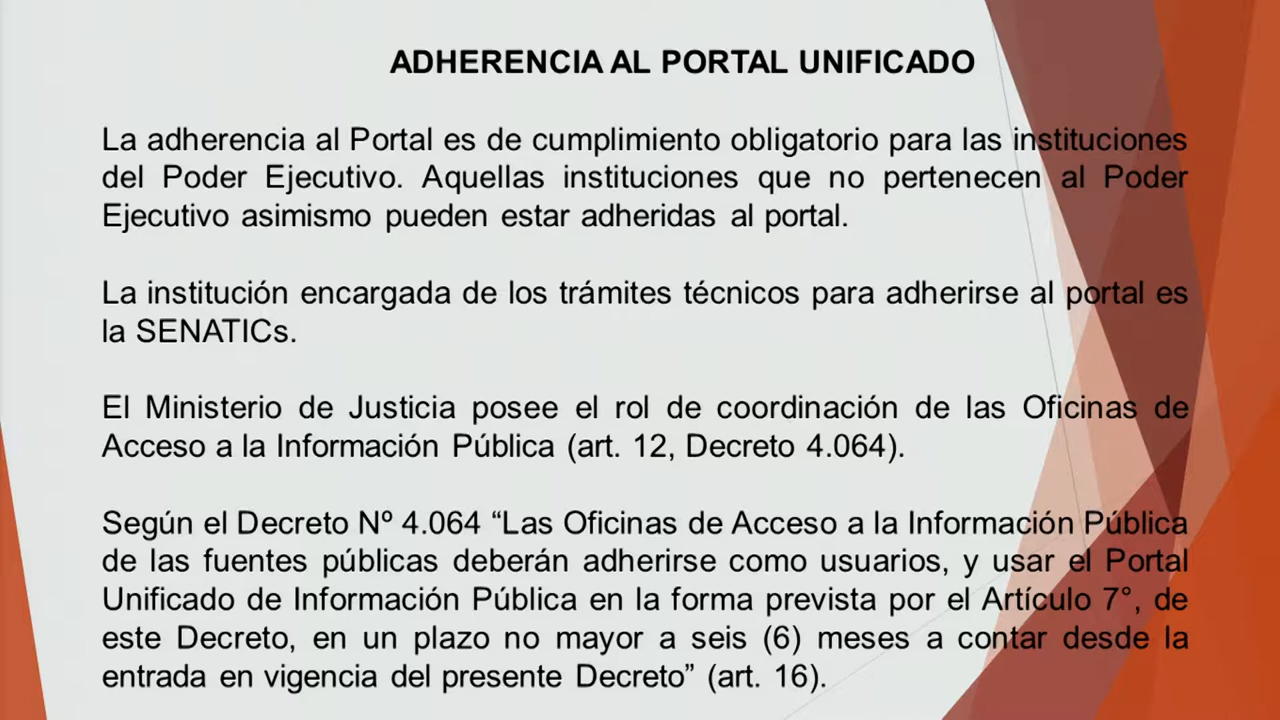 ADHERENCIA AL PORTAL UNIFICADO
La adherencia al Portal es de cumplimiento obligatorio para las instituciones
del Poder Ejecutivo. Aquellas instituciones que no pertenecen al Poder
Ejecutivo asimismo pueden estar adheridas al portal.
La institución encargada de los trámites técnicos para adherirse al portal es
la SENATICs.
El Ministerio de Justicia posee el rol de coordinación de las Oficinas de
Acceso a la Información Pública (art. 12, Decreto 4.064).
Según el Decreto Nº 4.064 “Las Oficinas de Acceso a la Información Pública
de las fuentes públicas deberán adherirse como usuarios, y usar el Portal
Unificado de Información Pública en la forma prevista por el Artículo 7°, de
este Decreto, en un plazo no mayor a seis (6) meses a contar desde la
entrada en vigencia del presente Decreto” (art. 16).